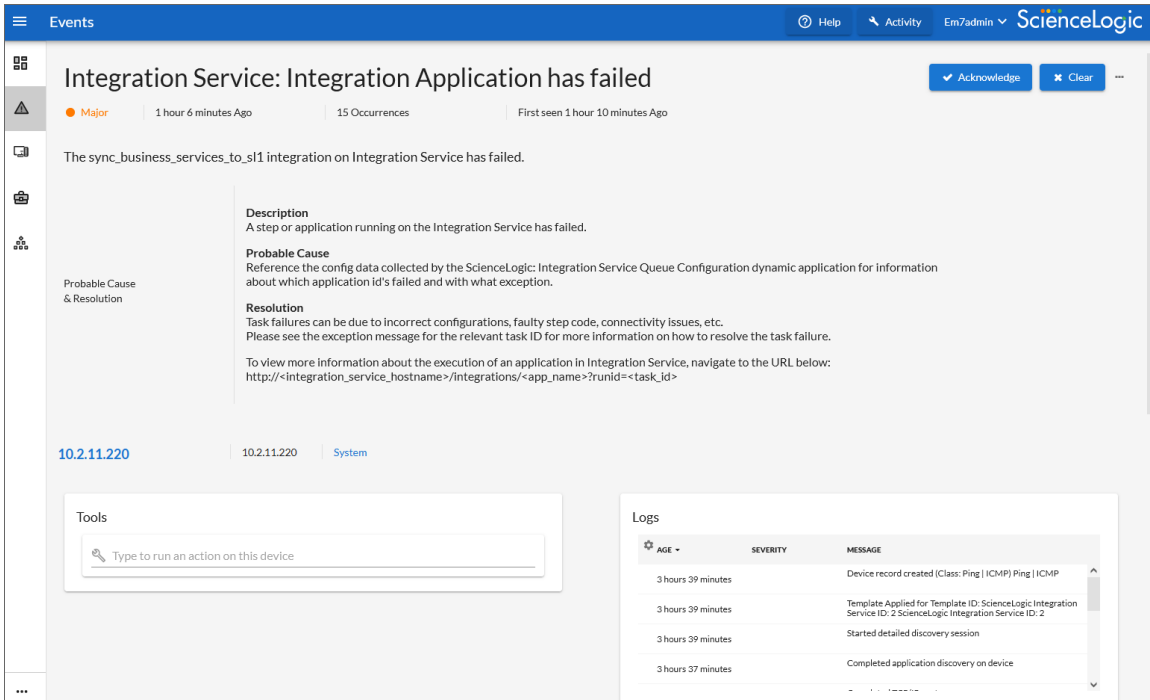 Events
Help
Activity
Em7admin
ScienceLogic
Integration Service: Integration Application has failed
Acknowledge
Clear
Major
1 hour 6 minutes Ago
15 Occurrences
First seen 1 hour 10 minutes Ago
The sync_business_services_to_sl1 integration on Integration Service has failed.
Probable Cause
& Resolution
Description
A step or application running on the Integration Service has failed.
Probable Cause
Reference the config data collected by the ScienceLogic: Integration Service Queue Configuration dynamic application for information
about which application id's failed and with what exception.
Resolution
Task failures can be due to incorrect configurations, faulty step code, connectivity issues, etc.
Please see the exception message for the relevant task ID for more information on how to resolve the task failure.
To view more information about the execution of an application in Integration Service, navigate to the URL below:
http://<integration_service_hostname>/integrations/<app_name>?runid=<task_id>
10.2.11.220
10.2.11.220
System
Tools
Type to run an action on this device
Logs
AGE SEVERITY MESSAGE
3 hours 39 minutes Device record created (Class: Ping | ICMP) Ping | ICMP
3 hours 39 minutes Template Applied for Template ID: ScienceLogic Integration
Service ID: 2 ScienceLogic Integration Service ID: 2
3 hours 39 minutes Started detailed discovery session
3 hours 37 minutes Completed application discovery on device